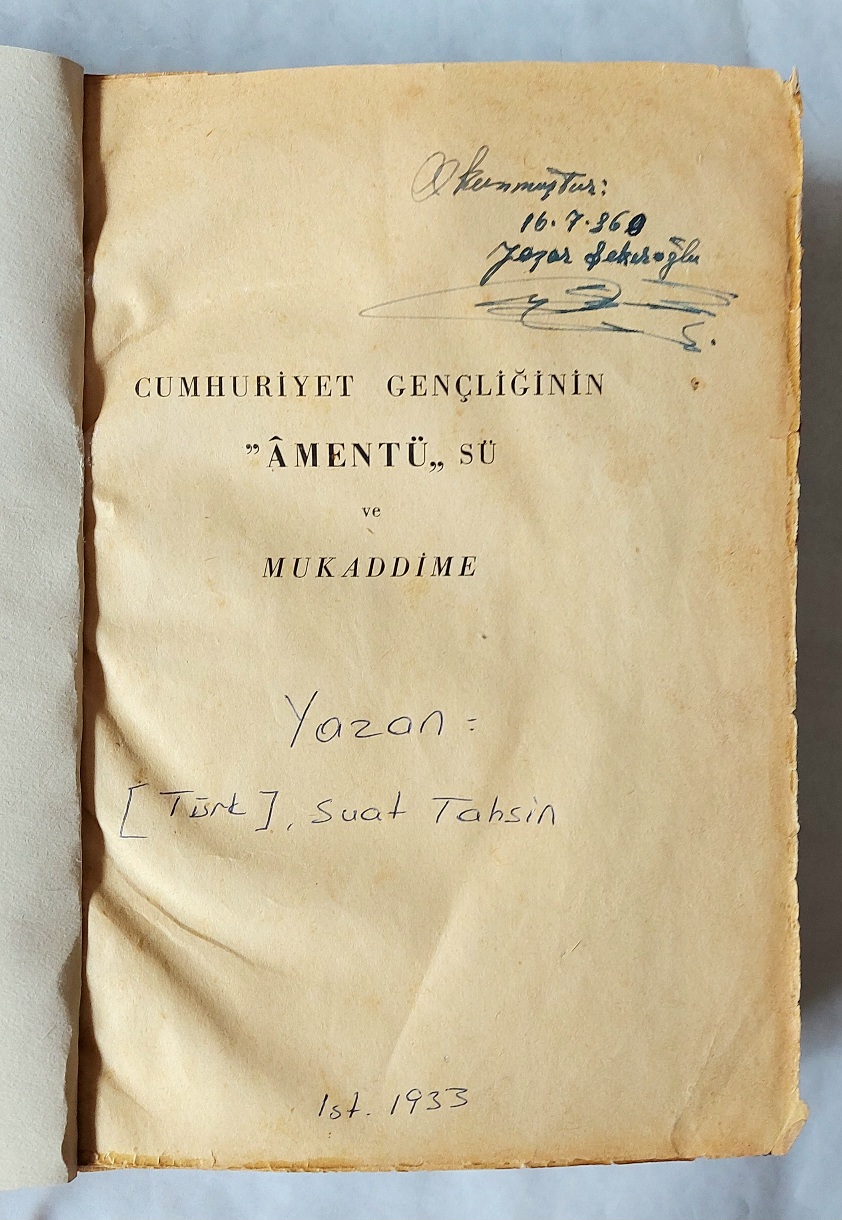 Okunmuştur:
16.7.960
Yaşar Şekeroğlu
CUMHURİYET GENÇLİĞİNİN
”ÂMENTÜ„ SÜ
ve
MUKADDİME
Yazan :
[Türk], Suat Tahsin
Ist. 1933